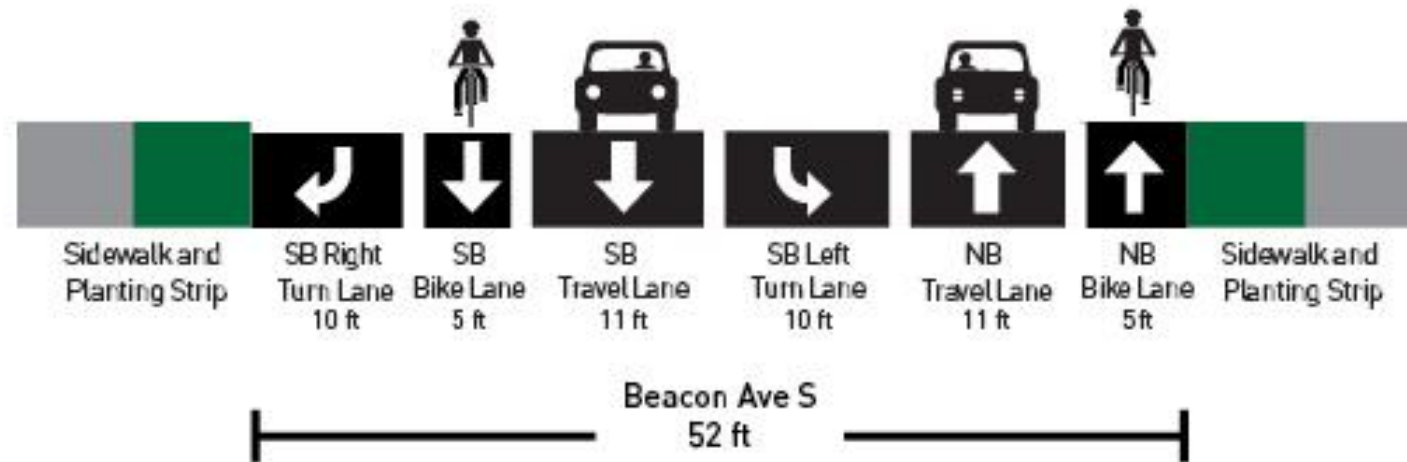 Sidewalk and
Planting Strip
SB Right
Turn Lane
10 ft
SB
Bike Lane
5 ft
SB
Travel Lane
11 ft
SB Left
Turn Lane
10 ft
NB
Travel Lane
11 ft
NB
Bike Lane
5ft
Sidewalk and
Planting Strip
Beacon Ave S
52 ft